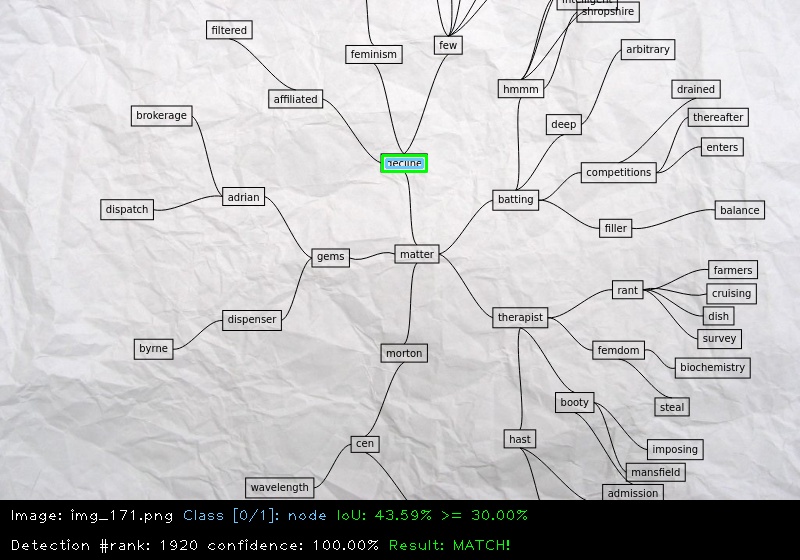 intelligent
shropshire
filtered
few
arbitrary
feminism
hmmm
drained
affiliated
brokerage
thereafter
deep
enters
decline
competitions
adrian
batting
dispatch
balance
filler
matter
gems
farmers
rant
cruising
dish
therapist
dispenser
survey
byrne
femdom
morton
biochemistry
booty
steal
hast
cen
imposing
mansfield
wavelength
admission
Image: img_171.png Class [0/1]: node IoU: 43.59% >= 30.00%
Detection #rank: 1920 confidence: 100.00% Result: MATCH!